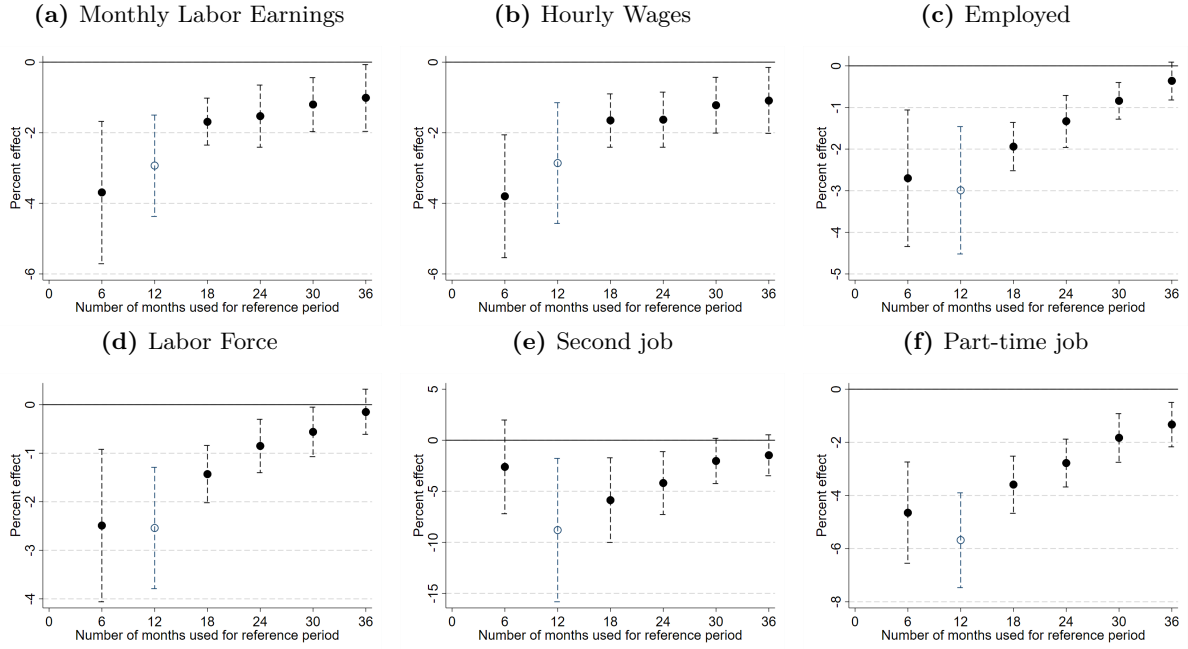 (a) Monthly Labor Earnings
Percent effect
0
-2
-4
-6
0 6 12 18 24 30 36
Number of months used for reference period
(b) Hourly Wages
Percent effect
0
-2
-4
-6
0 6 12 18 24 30 36
Number of months used for reference period
(c) Employed
Percent effect
0
-1
-2
-3
-4
-5
0 6 12 18 24 30 36
Number of months used for reference period
(d) Labor Force
Percent effect
0
-1
-2
-3
-4
0 6 12 18 24 30 36
Number of months used for reference period
(e) Second job
Percent effect
5
0
-5
-10
-15
0 6 12 18 24 30 36
Number of months used for reference period
(f) Part-time job
Percent effect
0
-2
-4
-6
-8
0 6 12 18 24 30 36
Number of months used for reference period